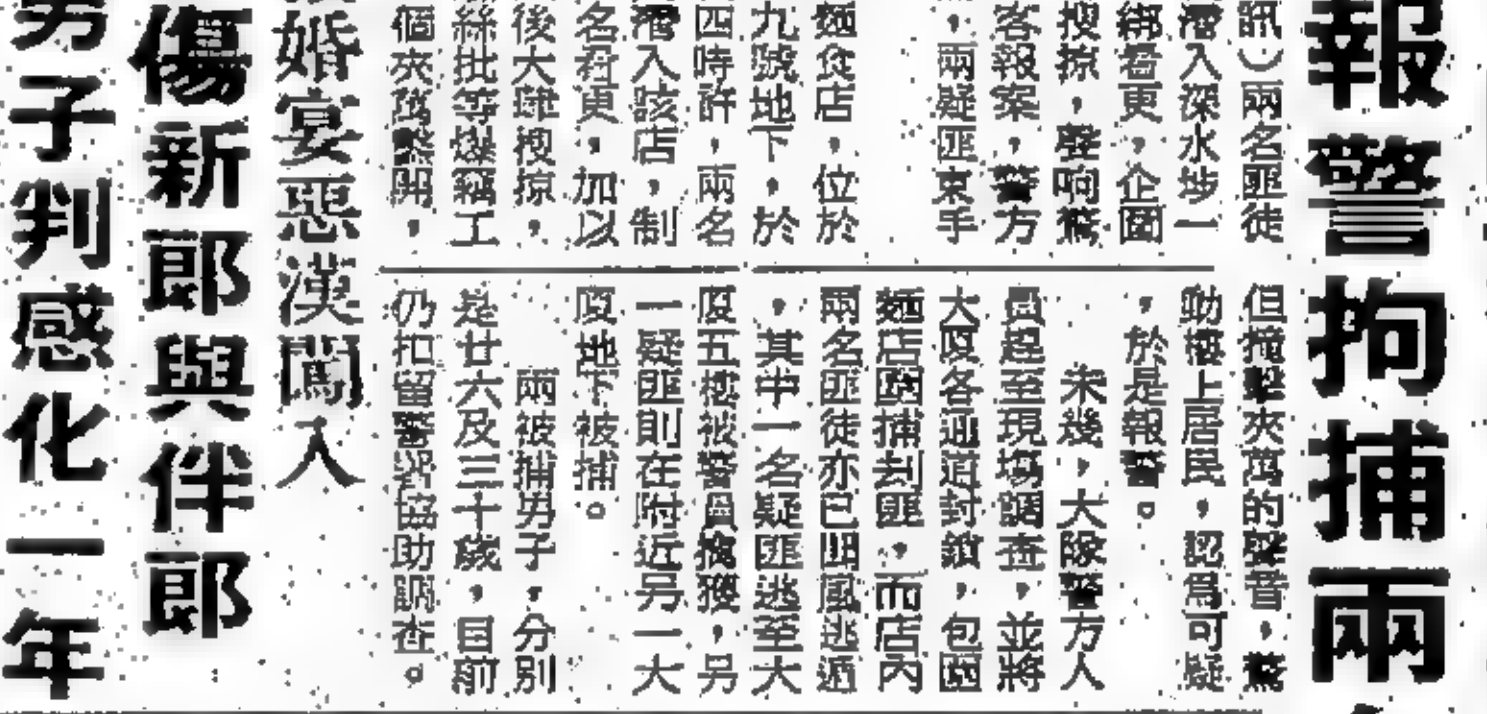 報警拘捕兩
訊）兩名匪徒
潛入深水埗一
綁看更，企圖
搜掠，聲响驚
客報案，警方
，兩疑匪束手
麵食店，位於
九號地下，於
四時許，兩名
潛入該店，制
名看更，加以
後大肆搜掠，
絲批等爆竊工
個夾萬撬開，
但撞擊夾萬的聲音，驚
動樓上居民，認爲可疑
，於是報警。
未幾，大隊警方人
員趕至現塲調查，並將
大厦各通道封鎖，包圍
麵店圍捕刦匪，而店內
兩名匪徒亦已聞風逃遁
，其中一名疑匪逃至大
厦五樓被警員擒獲，另
一疑匪則在附近另一大
厦地下被捕。
兩被捕男子，分別
是廿六及三十歲，目前
仍扣留警署協助調查。
婚宴惡漢闖入
傷新郎與伴郎
男子判感化一年